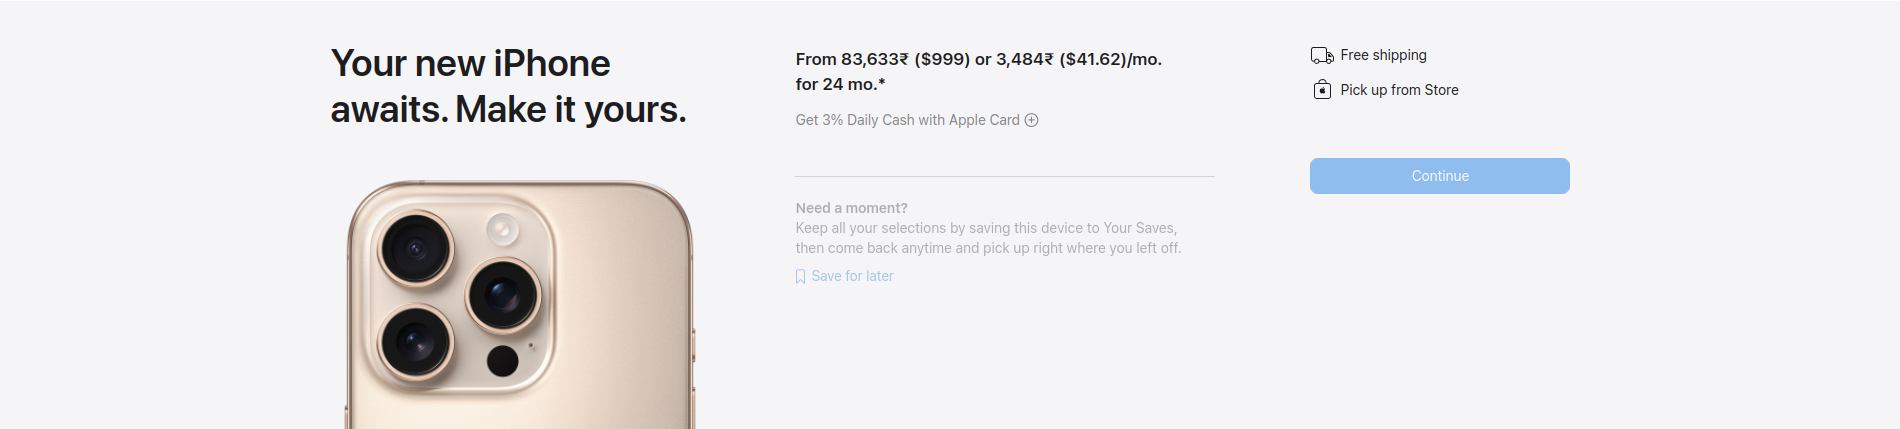 Your new iPhone
awaits. Make it yours.
From 83,633₹ ($999) or 3,484₹ ($41.62)/mo.
for 24 mo.*
Get 3% Daily Cash with Apple Card
Need a moment?
Keep all your selections by saving this device to Your Saves,
then come back anytime and pick up right where you left off.
Save for later
Free shipping
Pick up from Store
Continue